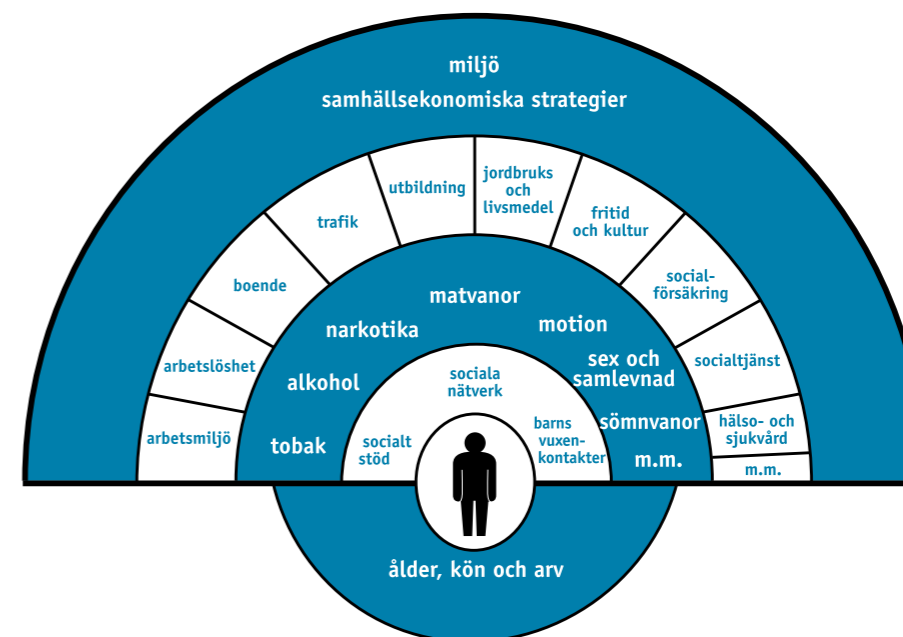 miljö
samhällsekonomiska strategier
arbetsmiljö
arbetslöshet
boende
trafik
utbildning
jordbruks
och
livsmedel
fritid
och kultur
social-
försäkring
socialtjänst
hälso- och
sjukvård
m.m.
tobak
alkohol
narkotika
matvanor
motion
sex och
samlevnad
sömnvanor
m.m.
socialt
stöd
sociala
nätverk
barns
vuxen-
kontakter
ålder, kön och arv